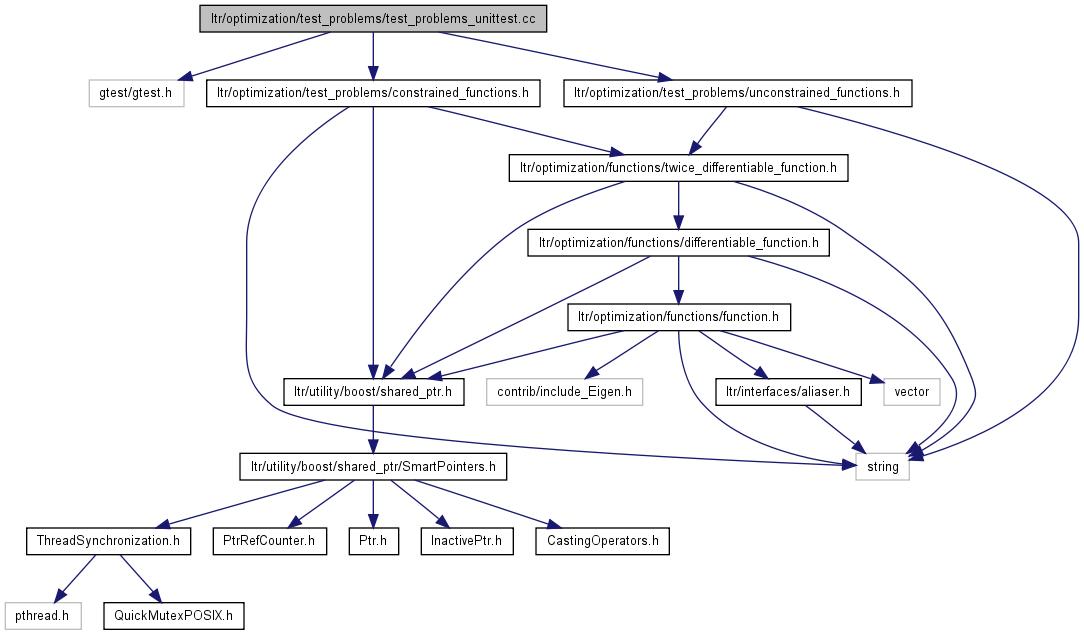 ltr/optimization/test_problems/test_problems_unittest.cc
gtest/gtest.h
ltr/optimization/test_problems/constrained_functions.h
ltr/optimization/test_problems/unconstrained_functions.h
ltr/optimization/functions/twice_differentiable_function.h
ltr/optimization/functions/differentiable_function.h
ltr/optimization/functions/function.h
ltr/utility/boost/shared_ptr.h
contrib/include_Eigen.h
ltr/interfaces/aliaser.h
vector
ltr/utility/boost/shared_ptr/SmartPointers.h
string
ThreadSynchronization.h
PtrRefCounter.h
Ptr.h
InactivePtr.h
CastingOperators.h
pthread.h
QuickMutexPOSIX.h